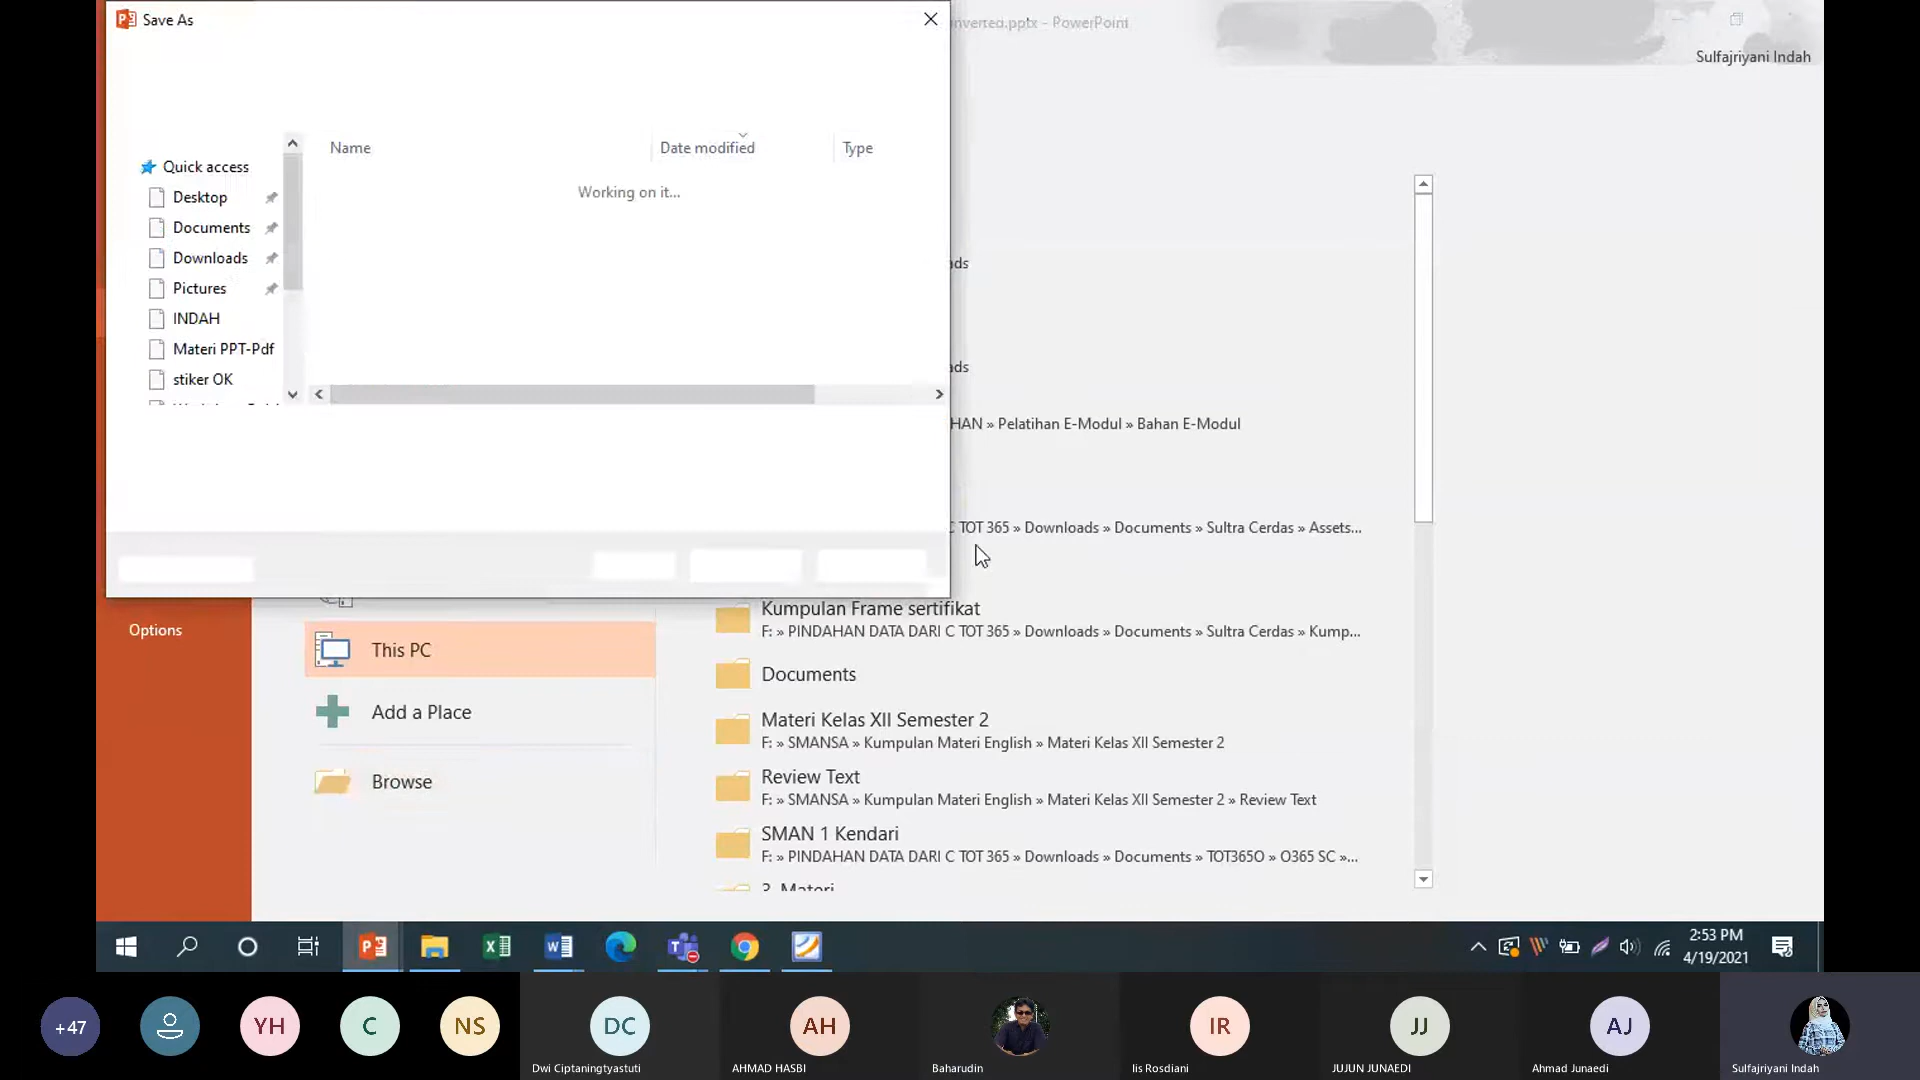 Save As
nverted.pptx - PowerPoint
Sulfajriyani Indah
Name
Date modified
Type
Working on it...
Quick access
Desktop
Documents
Downloads
Pictures
INDAH
Materi PPT-Pdf
stiker OK
ads
ads
HAN » Pelatihan E-Modul » Bahan E-Modul
C TOT 365 » Downloads » Documents » Sultra Cerdas » Assets...
Options
This PC
Add a Place
Browse
Kumpulan Frame sertifikat
F: » PINDAHAN DATA DARI C TOT 365 » Downloads » Documents » Sultra Cerdas » Kump...
Documents
Materi Kelas XII Semester 2
F: » SMANSA » Kumpulan Materi English » Materi Kelas XII Semester 2
Review Text
F: » SMANSA » Kumpulan Materi English » Materi Kelas XII Semester 2 » Review Text
SMAN 1 Kendari
F: » PINDAHAN DATA DARI C TOT 365 » Downloads » Documents » TOT365O » O365 SC »...
3. Materi
2:53 PM
4/19/2021
+47
YH
C
NS
DC
Dwi Ciptaningtyastuti
AH
AHMAD HASBI
Baharudin
IR
Iis Rosdiani
JJ
JUJUN JUNAEDI
AJ
Ahmad Junaedi
Sulfajriyani Indah